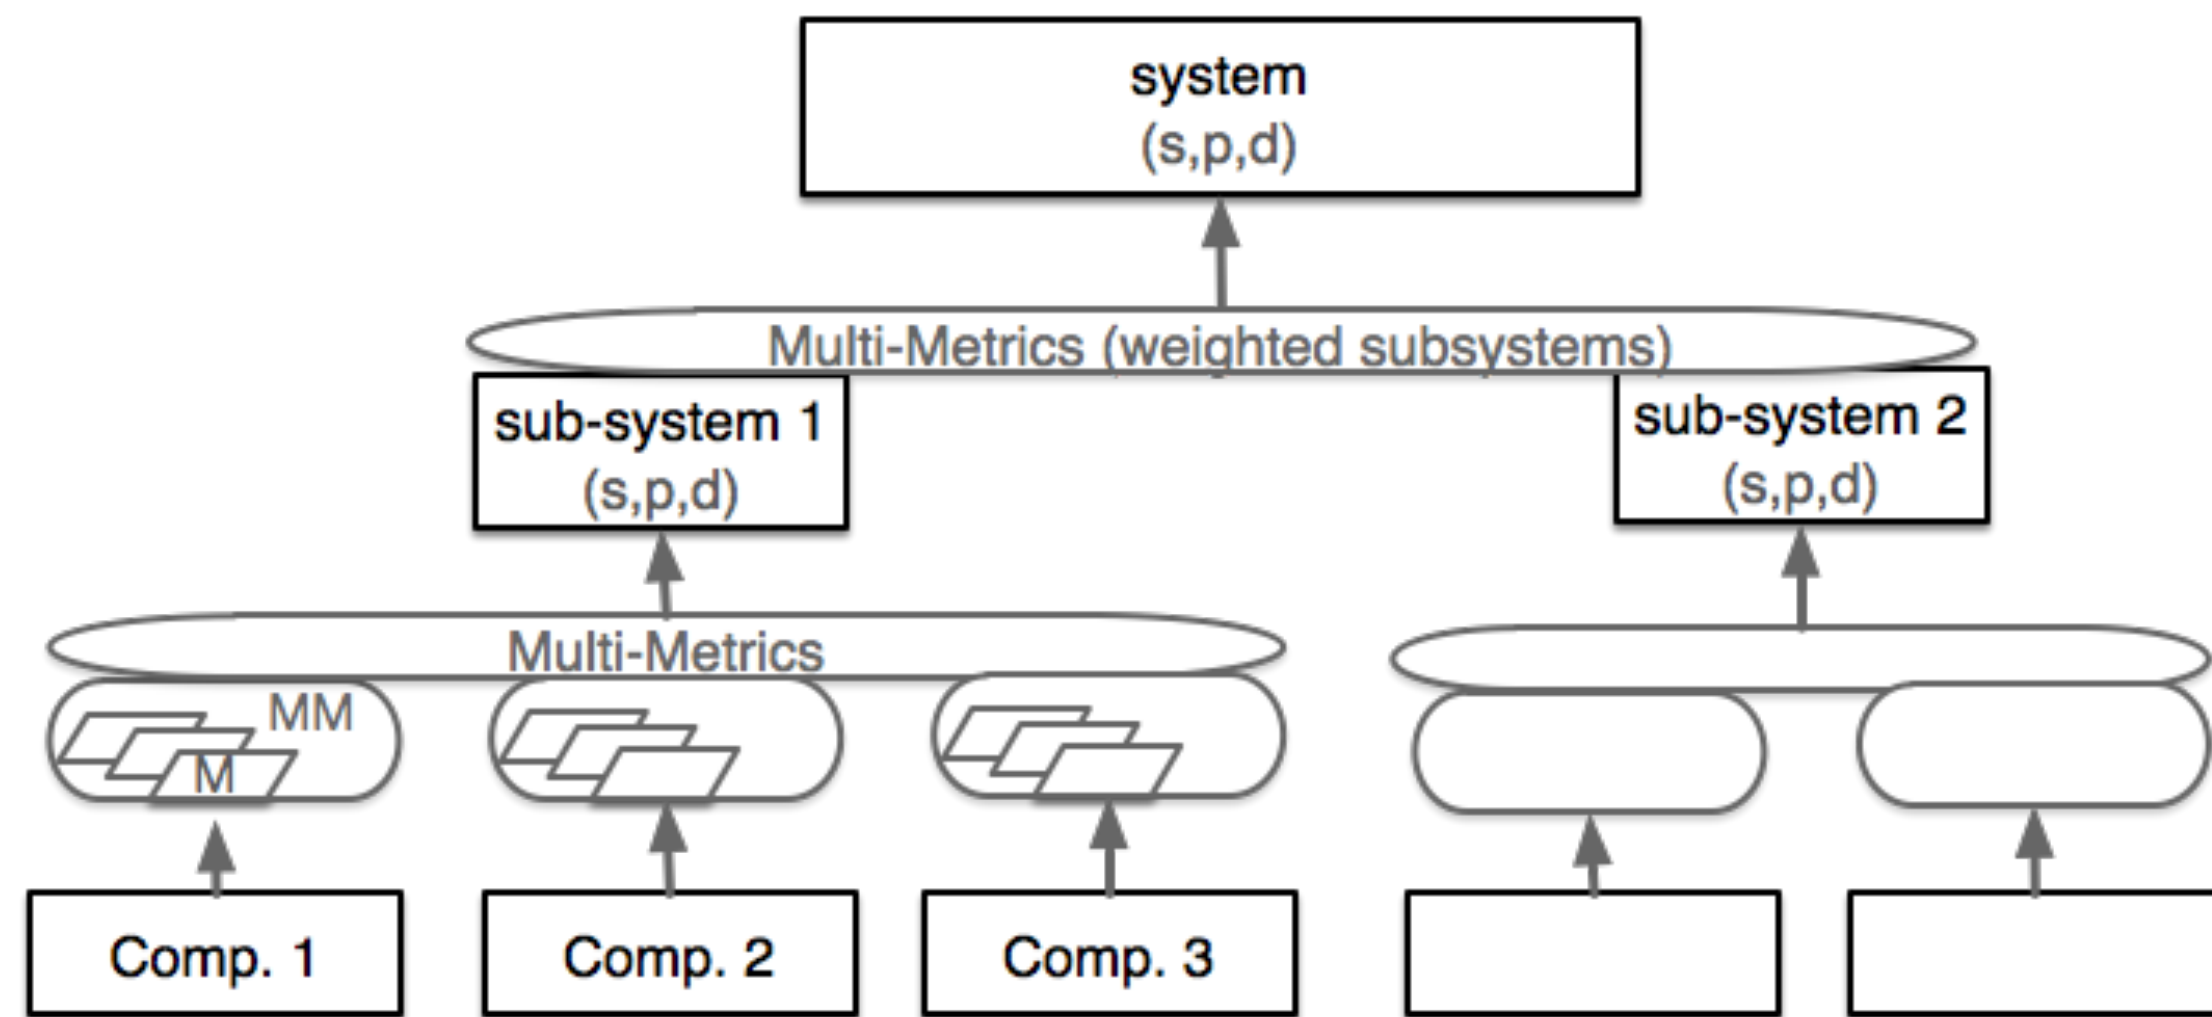 system
(s,p,d)
Multi-Metrics (weighted subsystems)
sub-system 1
(s,p,d)
sub-system 2
(s,p,d)
Multi-Metrics
MM
M
Comp. 1
Comp. 2
Comp. 3